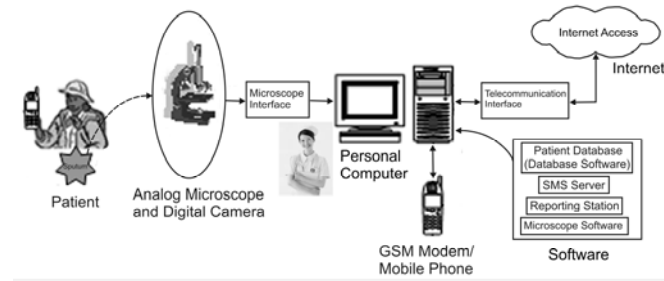 Internet Access
Internet
Microscope
Interface
Telecommunication
Interface
Sputum
Patient
Analog Microscope
and Digital Camera
Personal
Computer
GSM Modem/
Mobile Phone
Patient Database
(Database Software)
SMS Server
Reporting Station
Microscope Software
Software